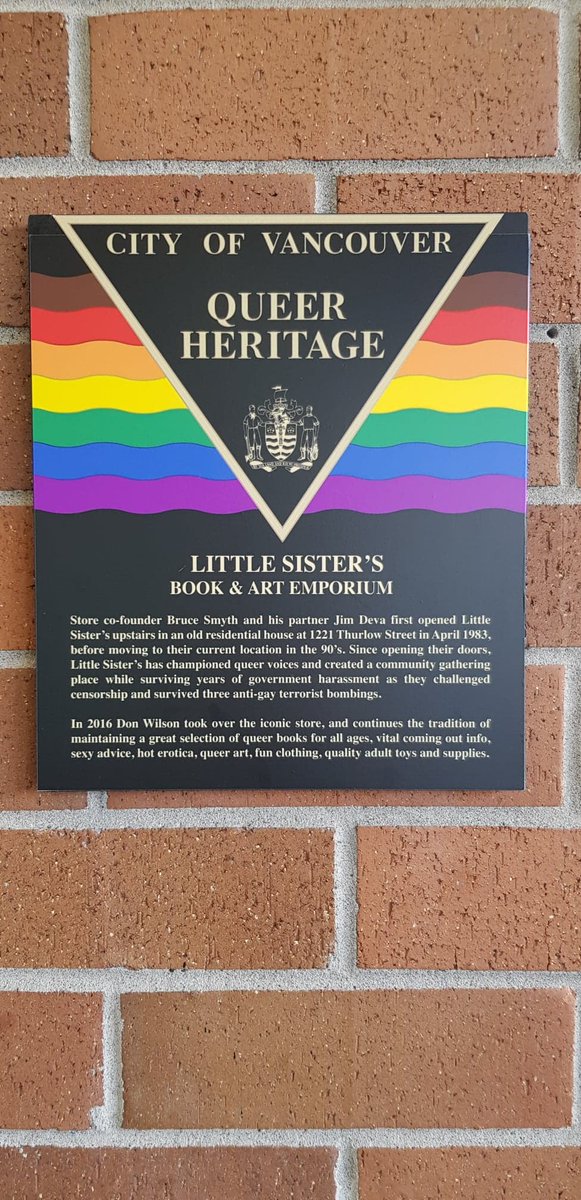 CITY OF VANCOUVER
QUEER
HERITAGE
LITTLE SISTER'S
BOOK & ART EMPORIUM
Store co-founder Bruce Smyth and his partner Jim Deva first opened Little
Sister's upstairs in an old residential house at 1221 Thurlow Street in April 1983,
before moving to their current location in the 90's. Since opening their doors,
Little Sister's has championed queer voices and created a community gathering
place while surviving years of government harassment as they challenged
censorship and survived three anti-gay terrorist bombings.
In 2016 Don Wilson took over the iconic store, and continues the tradition of
maintaining a great selection of queer books for all ages, vital coming out info,
sexy advice, hot erotica, queer art, fun clothing, quality adult toys and supplies.